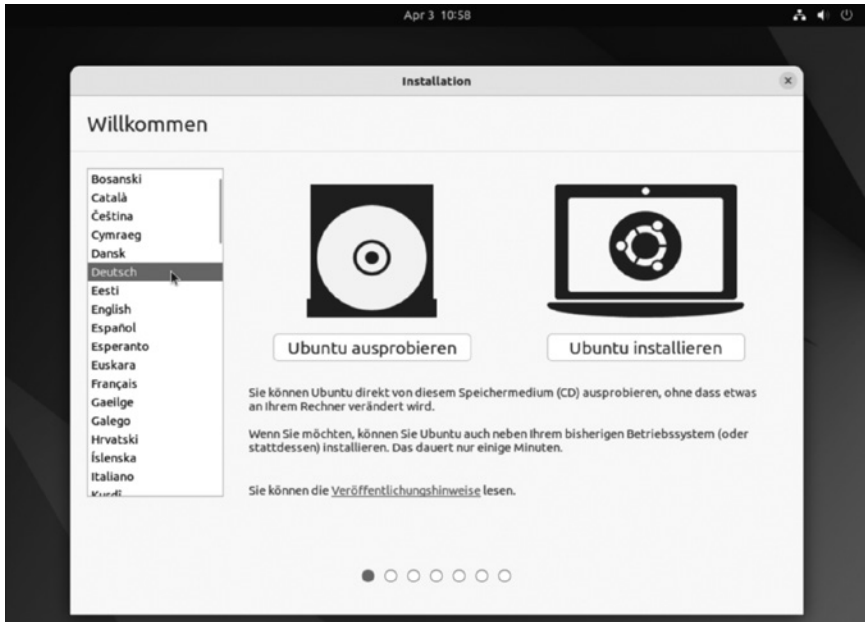 Apr 3 10:58
Installation
Willkommen
Bosanski
Català
Čeština
Cymraeg
Dansk
Deutsch
Eesti
English
Español
Esperanto
Euskara
Français
Gaeilge
Galego
Hrvatski
Íslenska
Italiano
Kurdî
Ubuntu ausprobieren
Ubuntu installieren
Sie können Ubuntu direkt von diesem Speichermedium (CD) ausprobieren, ohne dass etwas
an Ihrem Rechner verändert wird.
Wenn Sie möchten, können Sie Ubuntu auch neben Ihrem bisherigen Betriebssystem (oder
stattdessen) installieren. Das dauert nur einige Minuten.
Sie können die Veröffentlichungshinweise lesen.